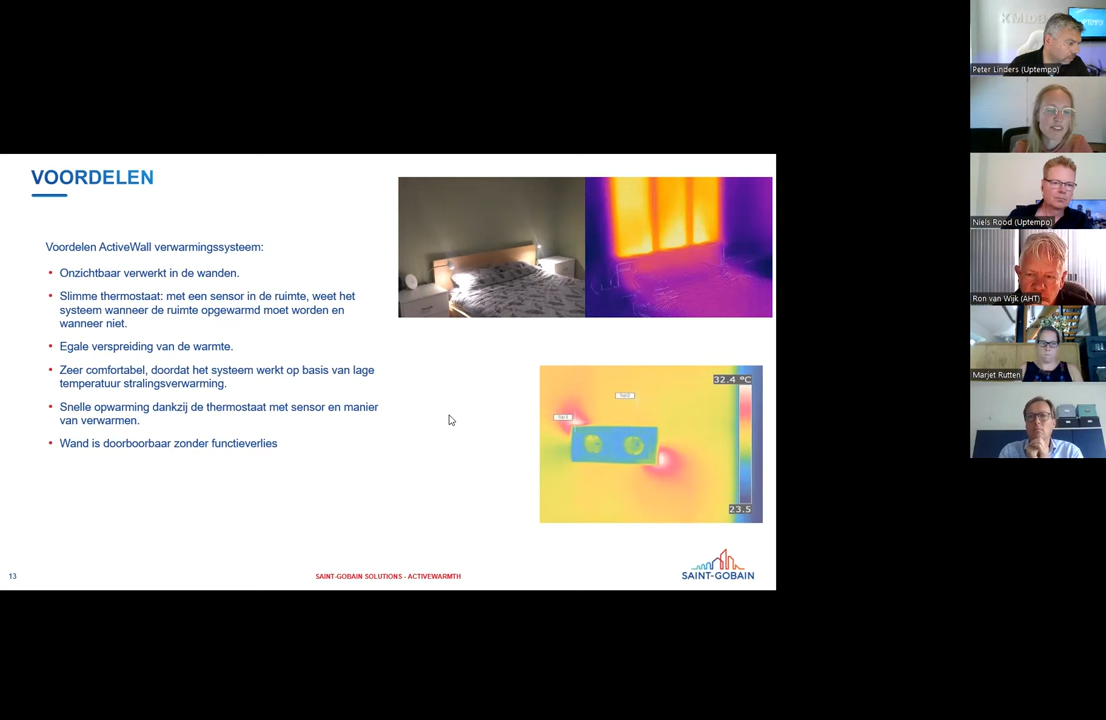 VOORDELEN
Voordelen ActiveWall verwarmingssysteem:
• Onzichtbaar verwerkt in de wanden.
• Slimme thermostaat: met een sensor in de ruimte, weet het
systeem wanneer de ruimte opgewarmd moet worden en
wanneer niet.
• Egale verspreiding van de warmte.
• Zeer comfortabel, doordat het systeem werkt op basis van lage
temperatuur stralingsverwarming.
• Snelle opwarming dankzij de thermostaat met sensor en manier
van verwarmen.
• Wand is doorboorbaar zonder functieverlies
32.4 °C
23.5
13
SAINT-GOBAIN SOLUTIONS - ACTIVEWARMTH
SAINT-GOBAIN
Peter Linders (Uptempo)
Niels Rood (Uptempo)
Ron van Wijk (AHT)
Marjet Rutten